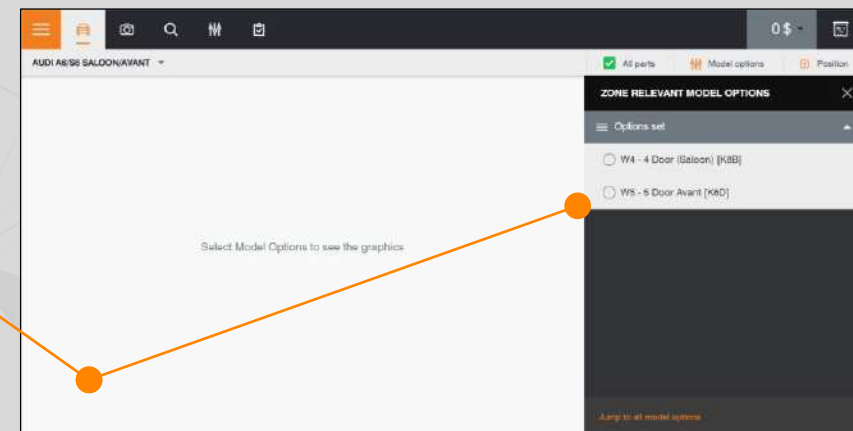 0 $
AUDI A6/S6 SALOON/AVANT
All parts
Model options
Position
ZONE RELEVANT MODEL OPTIONS
Options set
W4 - 4 Door (Saloon) [K8B]
W5 - 5 Door Avant [K8D]
Select Model Options to see the graphics
Jump to all model options